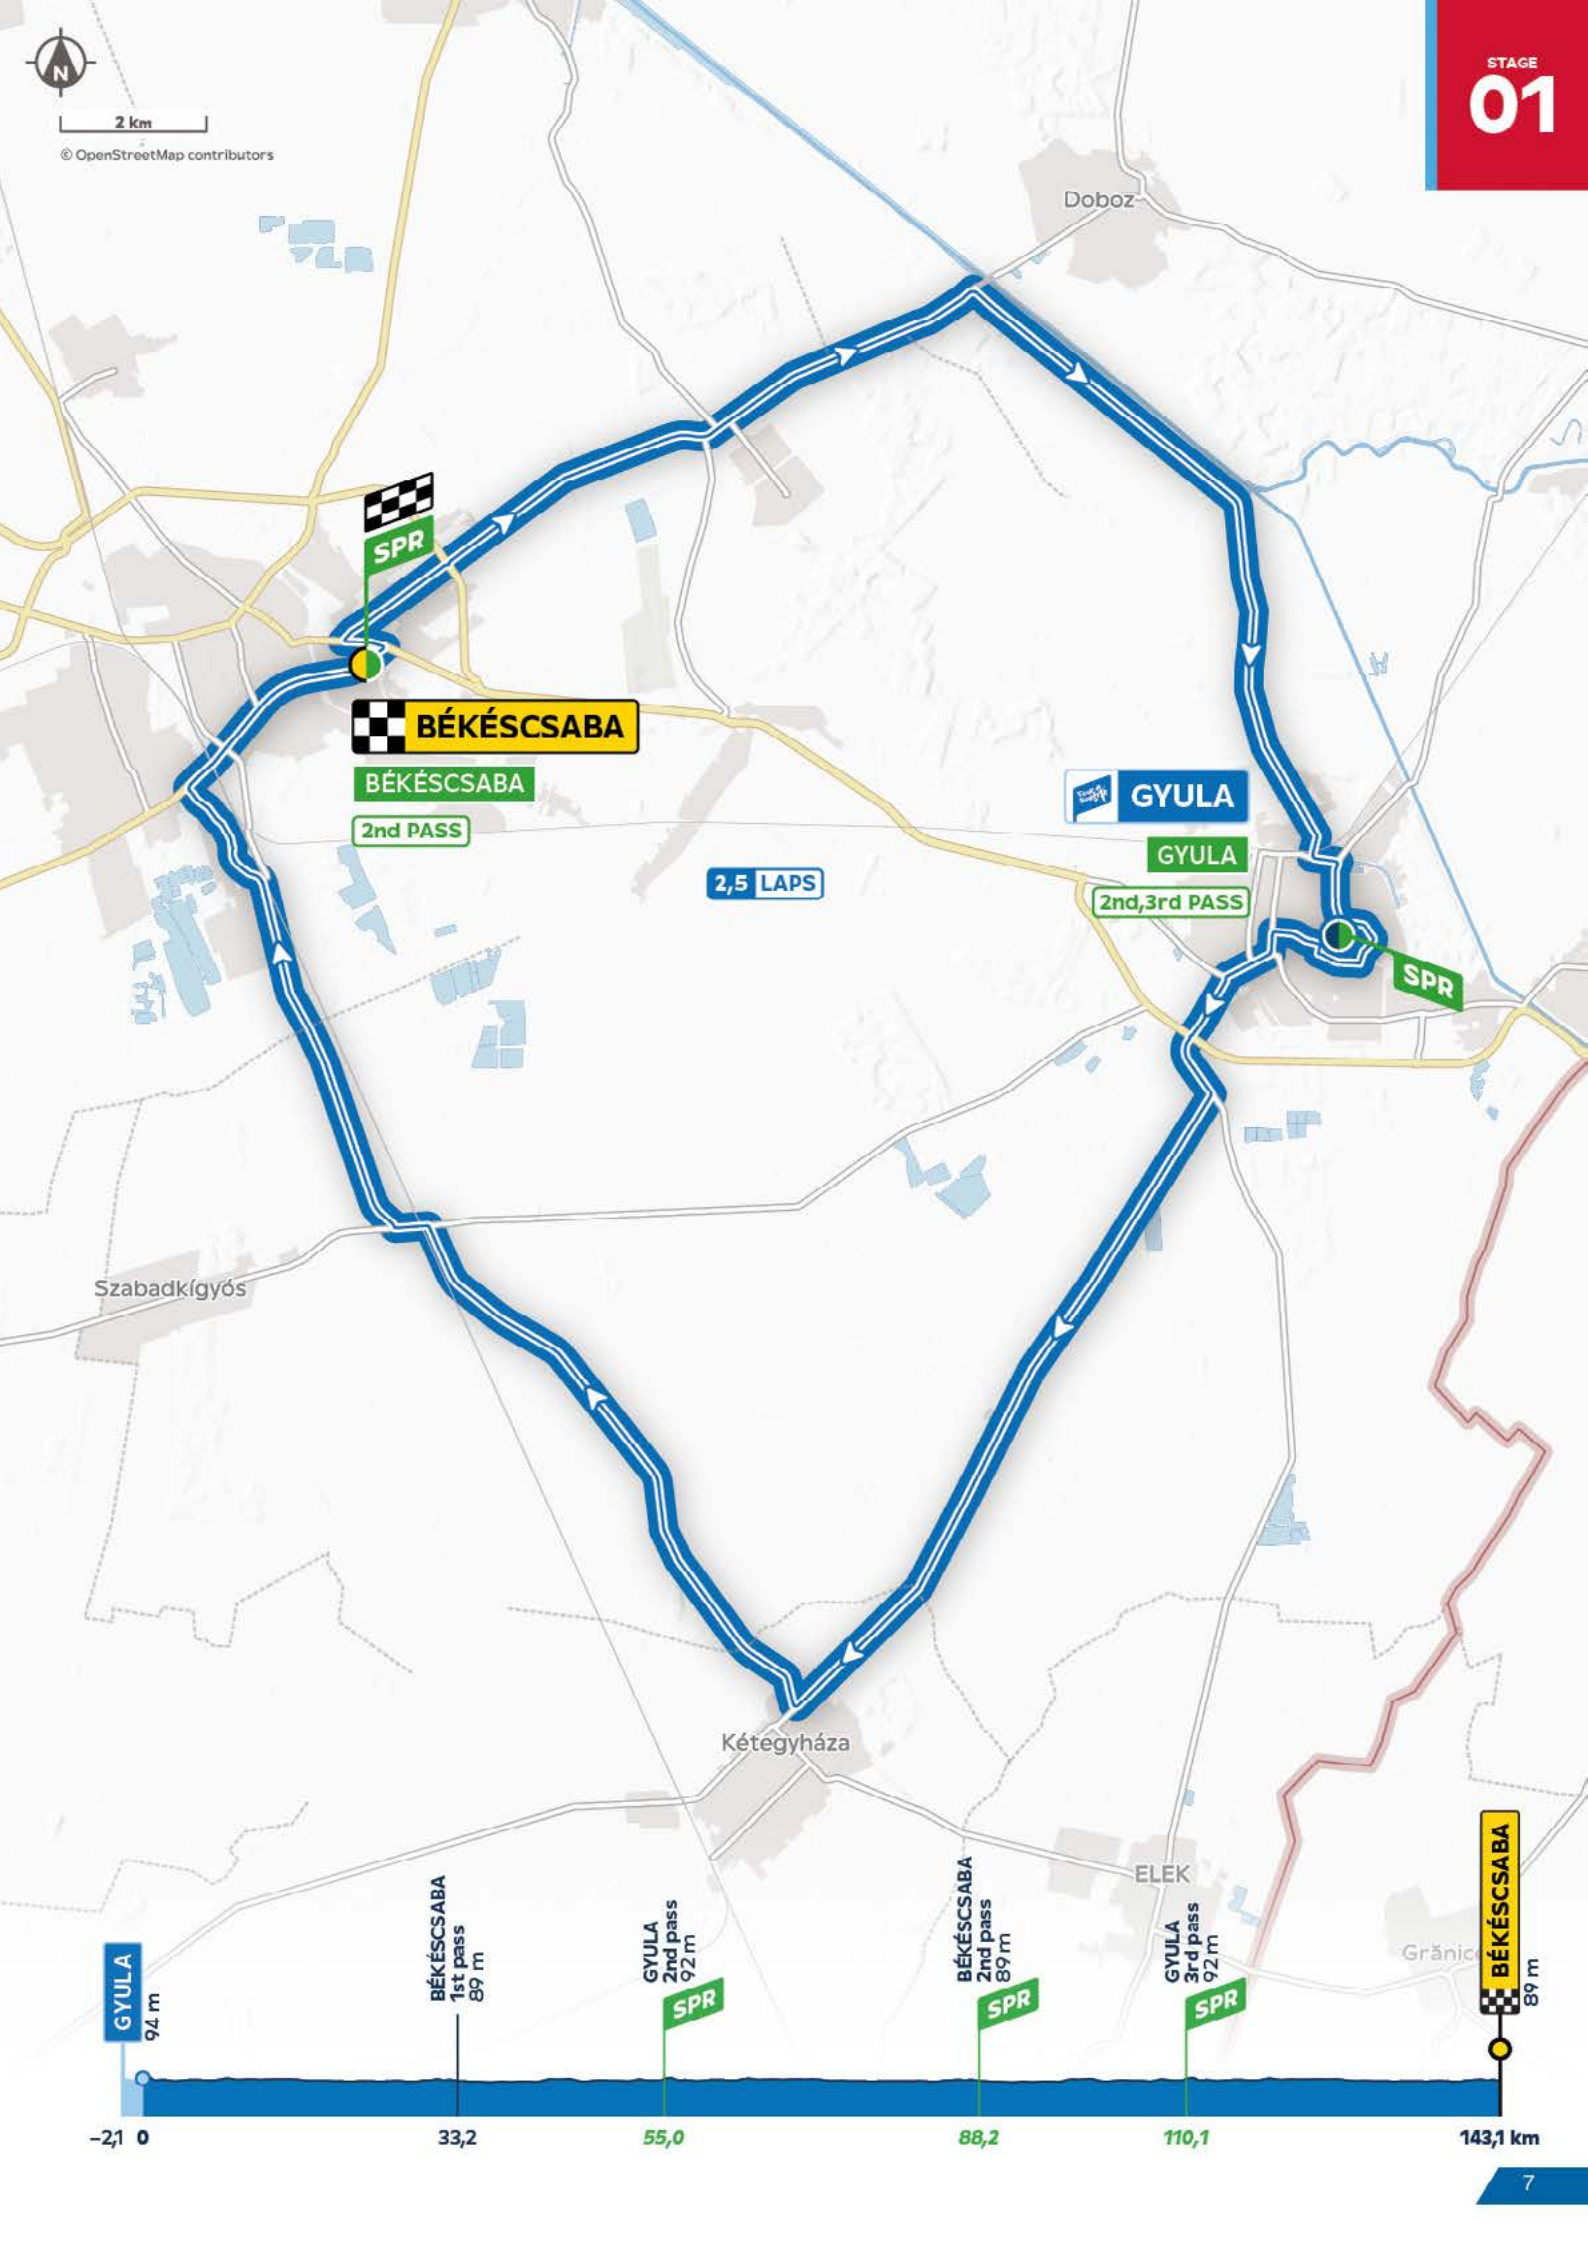 STAGE
01
N
2 km
© OpenStreetMap contributors
Doboz
SPR
BÉKÉSCSABA
BÉKÉSCSABA
2nd PASS
2,5 LAPS
GYULA
GYULA
2nd,3rd PASS
SPR
Szabadkígyós
Kétegyháza
ELEK
Grănice
GYULA
94 m
BÉKÉSCSABA
1st pass
89 m
GYULA
2nd pass
92 m
SPR
BÉKÉSCSABA
2nd pass
89 m
SPR
GYULA
3rd pass
92 m
SPR
BÉKÉSCSABA
89 m
–2,1 0 33,2 55,0 88,2 110,1 143,1 km
7